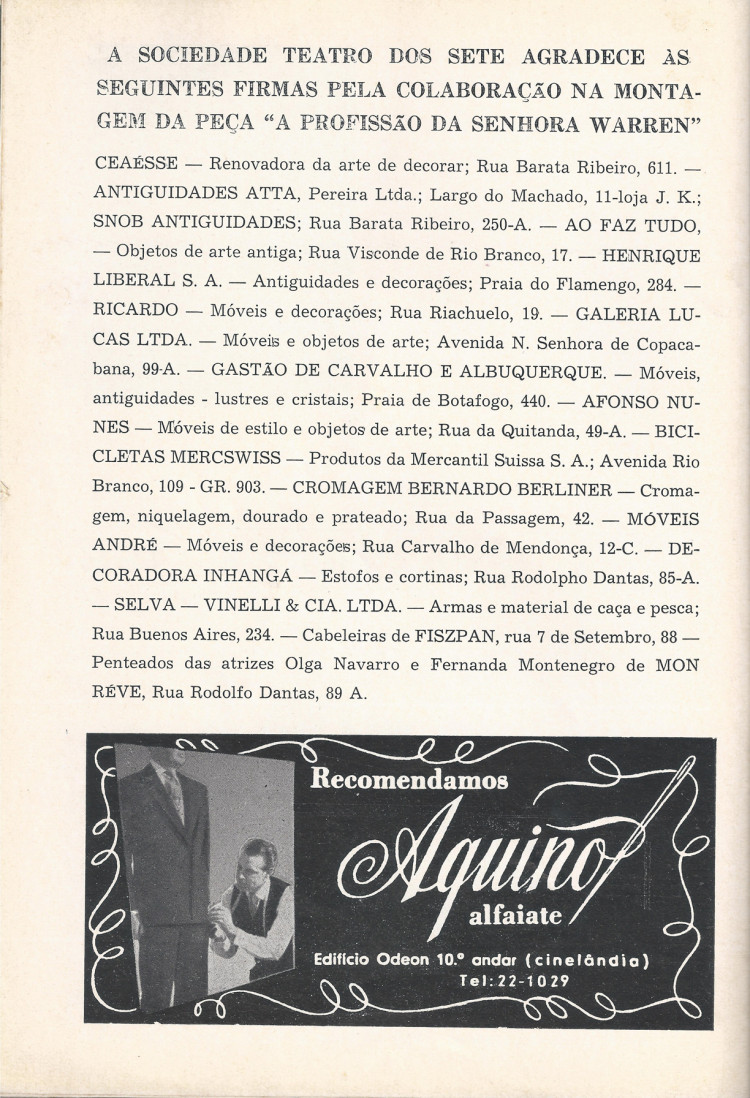 A SOCIEDADE TEATRO DOS SETE AGRADECE ÀS
SEGUINTES FIRMAS PELA COLABORAÇÃO NA MONTA-
GEM DA PEÇA “A PROFISSÃO DA SENHORA WARREN”
CEAÉSSE — Renovadora da arte de decorar; Rua Barata Ribeiro, 611. —
ANTIGUIDADES ATTA, Pereira Ltda.; Largo do Machado, 11-loja J. K.;
SNOB ANTIGUIDADES; Rua Barata Ribeiro, 250-A. — AO FAZ TUDO,
— Objetos de arte antiga; Rua Visconde de Rio Branco, 17. — HENRIQUE
LIBERAL S. A. — Antiguidades e decorações; Praia do Flamengo, 284. —
RICARDO — Móveis e decorações; Rua Riachuelo, 19. — GALERIA LU-
CAS LTDA. — Móveis e objetos de arte; Avenida N. Senhora de Copaca-
bana, 99-A. — GASTÃO DE CARVALHO E ALBUQUERQUE. — Móveis,
antiguidades - lustres e cristais; Praia de Botafogo, 440. — AFONSO NU-
NES — Móveis de estilo e objetos de arte; Rua da Quitanda, 49-A. — BICI-
CLETAS MERCSWISS — Produtos da Mercantil Suissa S. A.; Avenida Rio
Branco, 109 - GR. 903. — CROMAGEM BERNARDO BERLINER — Croma-
gem, niquelagem, dourado e prateado; Rua da Passagem, 42. — MÓVEIS
ANDRÉ — Móveis e decorações; Rua Carvalho de Mendonça, 12-C. — DE-
CORADORA INHANGÁ — Estofos e cortinas; Rua Rodolpho Dantas, 85-A.
— SELVA — VINELLI & CIA. LTDA. — Armas e material de caça e pesca;
Rua Buenos Aires, 234. — Cabeleiras de FISZPAN, rua 7 de Setembro, 88 —
Penteados das atrizes Olga Navarro e Fernanda Montenegro de MON
RÉVE, Rua Rodolfo Dantas, 89 A.
Recomendamos
Aquino
alfaiate
Edifício Odeon 10.º andar (cinelândia)
Tel: 22-1029